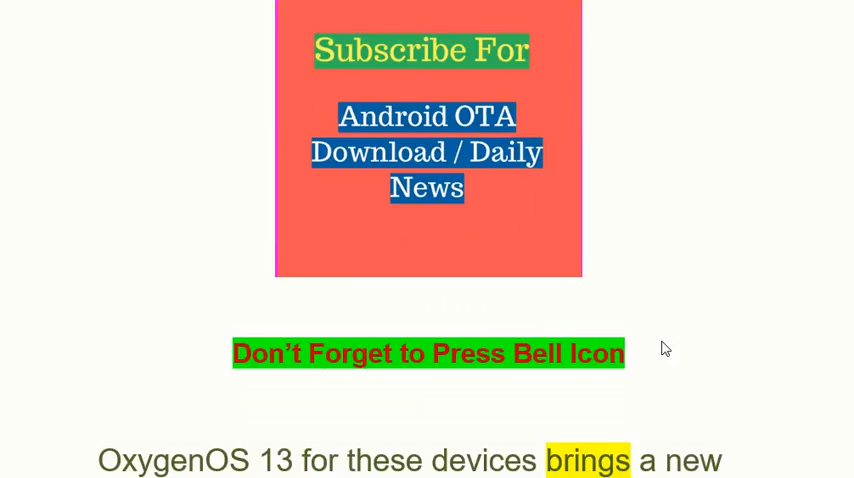 Subscribe For
Android OTA
Download / Daily
News
Don’t Forget to Press Bell Icon
OxygenOS 13 for these devices brings a new